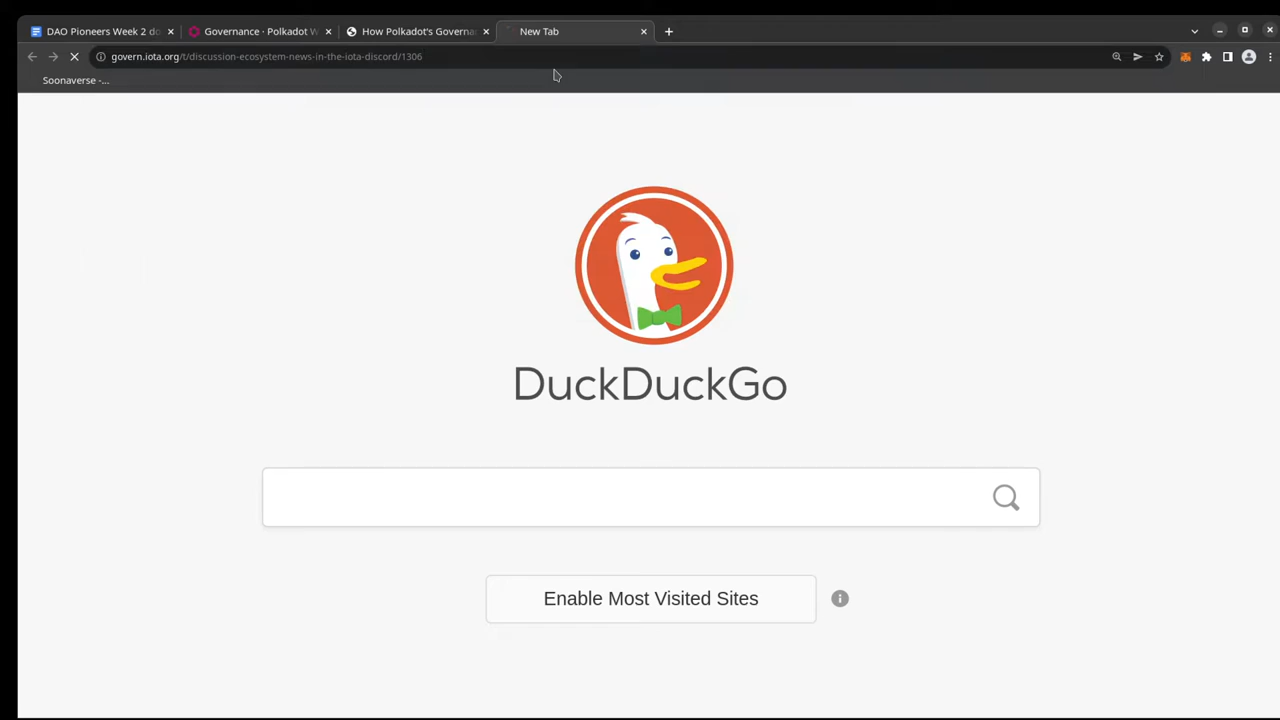 DAO Pioneers Week 2 do
Governance · Polkadot W
How Polkadot's Governa
New Tab
govern.iota.org/t/discussion-ecosystem-news-in-the-iota-discord/1306
Soonaverse -...
DuckDuckGo
Enable Most Visited Sites